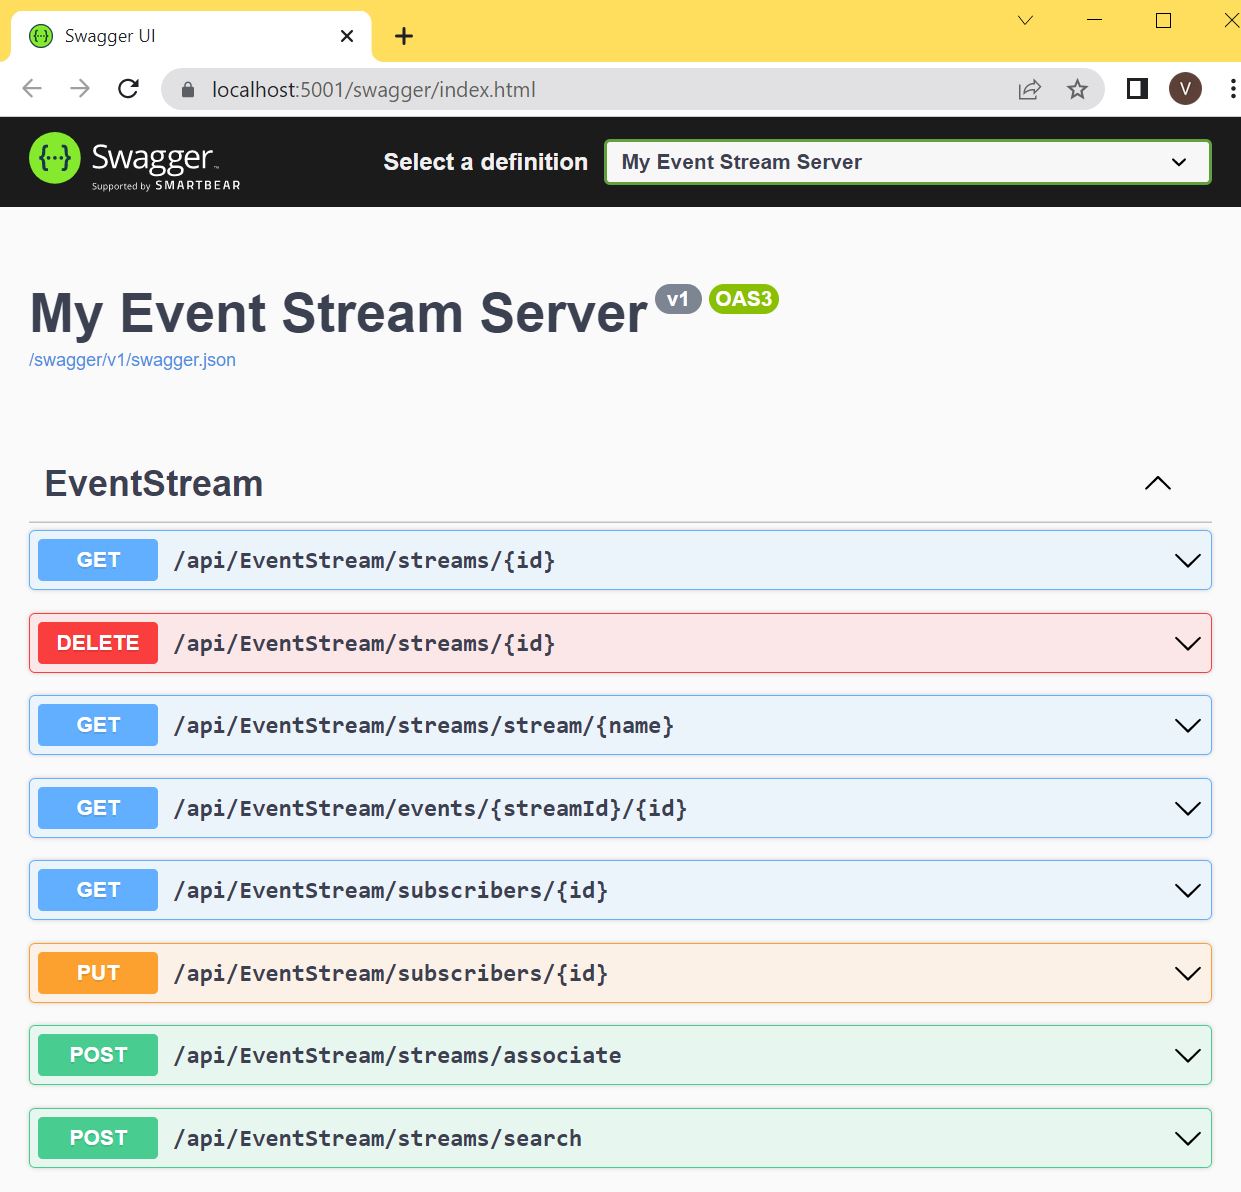 Swagger UI
localhost:5001/swagger/index.html
V
{···} Swagger™
Supported by SMARTBEAR
Select a definition
My Event Stream Server
My Event Stream Server v1 OAS3
/swagger/v1/swagger.json
EventStream
GET /api/EventStream/streams/{id}
DELETE /api/EventStream/streams/{id}
GET /api/EventStream/streams/stream/{name}
GET /api/EventStream/events/{streamId}/{id}
GET /api/EventStream/subscribers/{id}
PUT /api/EventStream/subscribers/{id}
POST /api/EventStream/streams/associate
POST /api/EventStream/streams/search